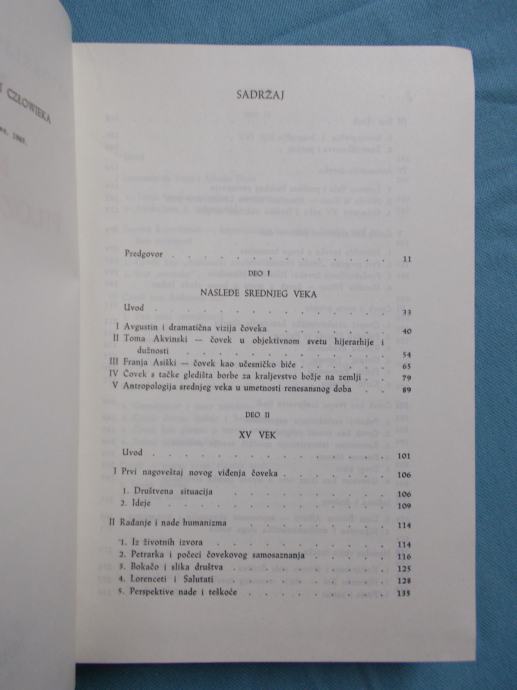 CZŁOWIEKA
SADRŽAJ
Predgovor . . . . . . . . . . . . . 11
DEO I
NASLEĐE SREDNJEG VEKA
Uvod . . . . . . . . . . . . . . 33
I Avgustin i dramatična vizija čoveka . . . . . . 40
II Toma Akvinski — čovek u objektivnom svetu hijerarhije i
dužnosti . . . . . . . . . . . . . 54
III Franja Asiški — čovek kao učesničko biće . . . . 65
IV Čovek s tačke gledišta borbe za kraljevstvo božje na zemlji . 79
V Antropologija srednjeg veka u umetnosti renesansnog doba . 89
DEO II
XV VEK
Uvod . . . . . . . . . . . . . . 101
I Prvi nagoveštaj novog viđenja čoveka . . . . . . 106
1. Društvena situacija . . . . . . . . . . 106
2. Ideje . . . . . . . . . . . . . 109
II Rađanje i nade humanizma . . . . . . . . 114
1. Iz životnih izvora . . . . . . . . . . 114
2. Petrarka i počeci čovekovog samosaznanja . . . . 116
3. Bokačo i slika društva . . . . . . . . . 125
4. Lorenceti i Salutati . . . . . . . . . . 128
5. Perspektive nade i teškoće . . . . . . . . 135